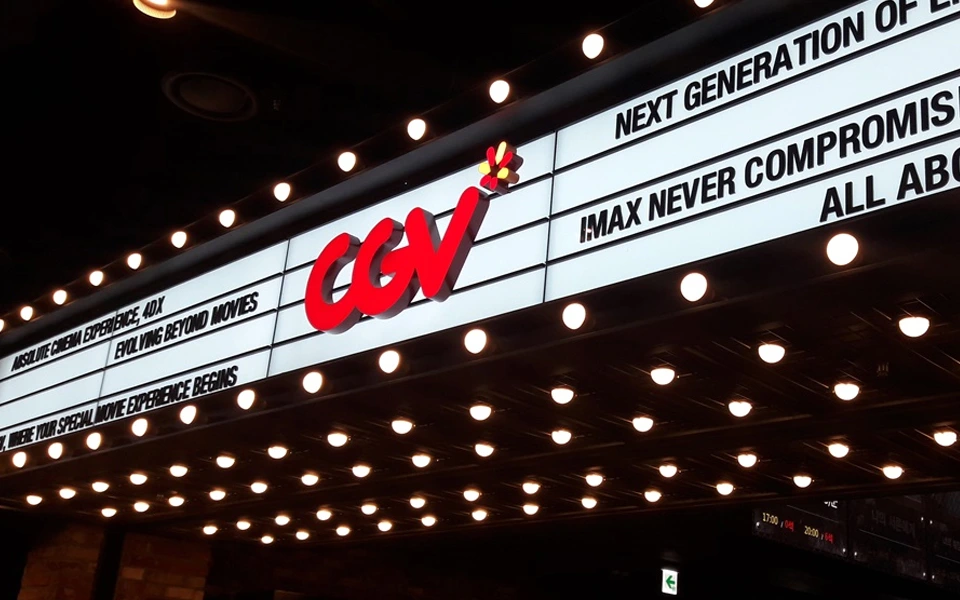 ABSOLUTE CINEMA EXPERIENCE, 4DX
EVOLVING BEYOND MOVIES
WHERE YOUR SPECIAL MOVIE EXPERIENCE BEGINS
CGV
NEXT GENERATION OF
IMAX NEVER COMPROMIS
ALL ABO
17:00
20:00